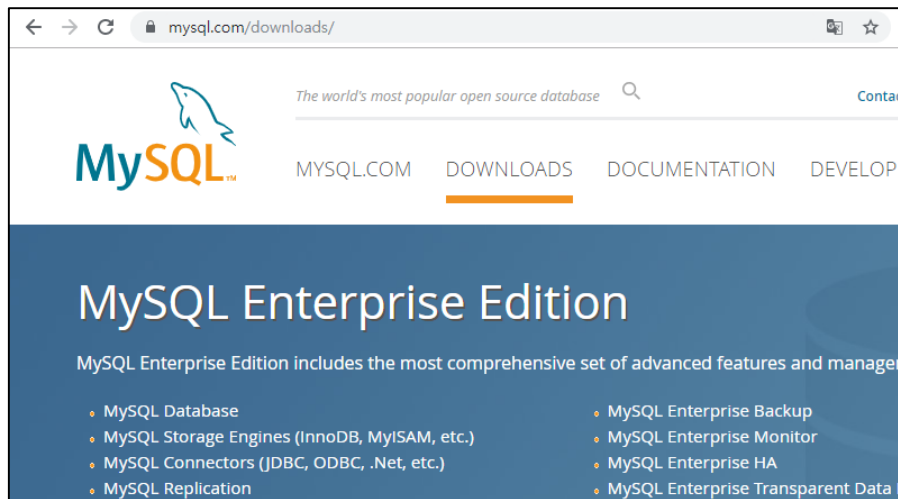 mysql.com/downloads/
The world's most popular open source database
Contac
MySQL™
MYSQL.COM DOWNLOADS DOCUMENTATION DEVELOP
MySQL Enterprise Edition
MySQL Enterprise Edition includes the most comprehensive set of advanced features and manager
MySQL Database
MySQL Storage Engines (InnoDB, MyISAM, etc.)
MySQL Connectors (JDBC, ODBC, .Net, etc.)
MySQL Replication
MySQL Enterprise Backup
MySQL Enterprise Monitor
MySQL Enterprise HA
MySQL Enterprise Transparent Data